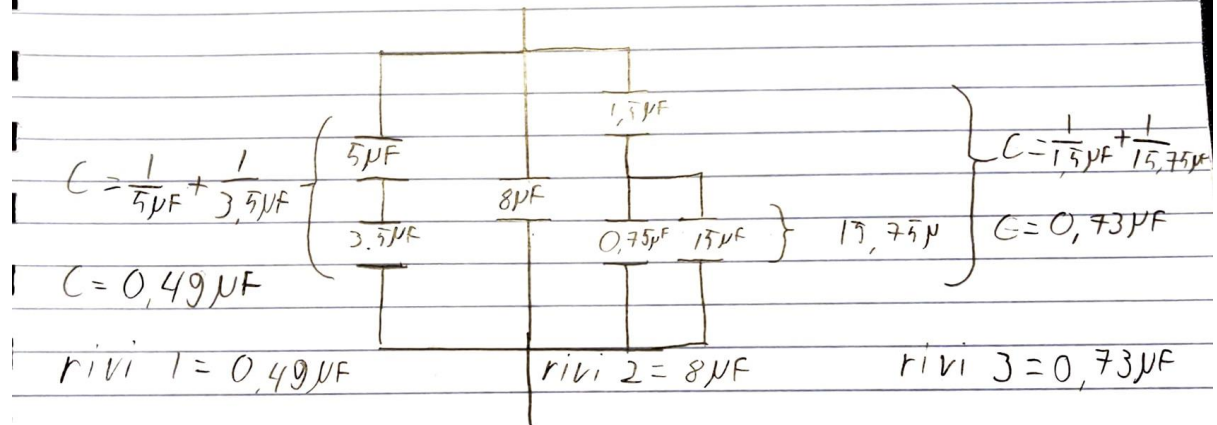 1,5µF
5µF
C = 1/5µF + 1/3,5µF
8µF
3.5µF
0,75µF
15µF
15,75µ
C = 1/1,5µF + 1/15,75µF
C = 0,73µF
C = 0,49µF
rivi 1 = 0,49µF
rivi 2 = 8µF
rivi 3 = 0,73µF